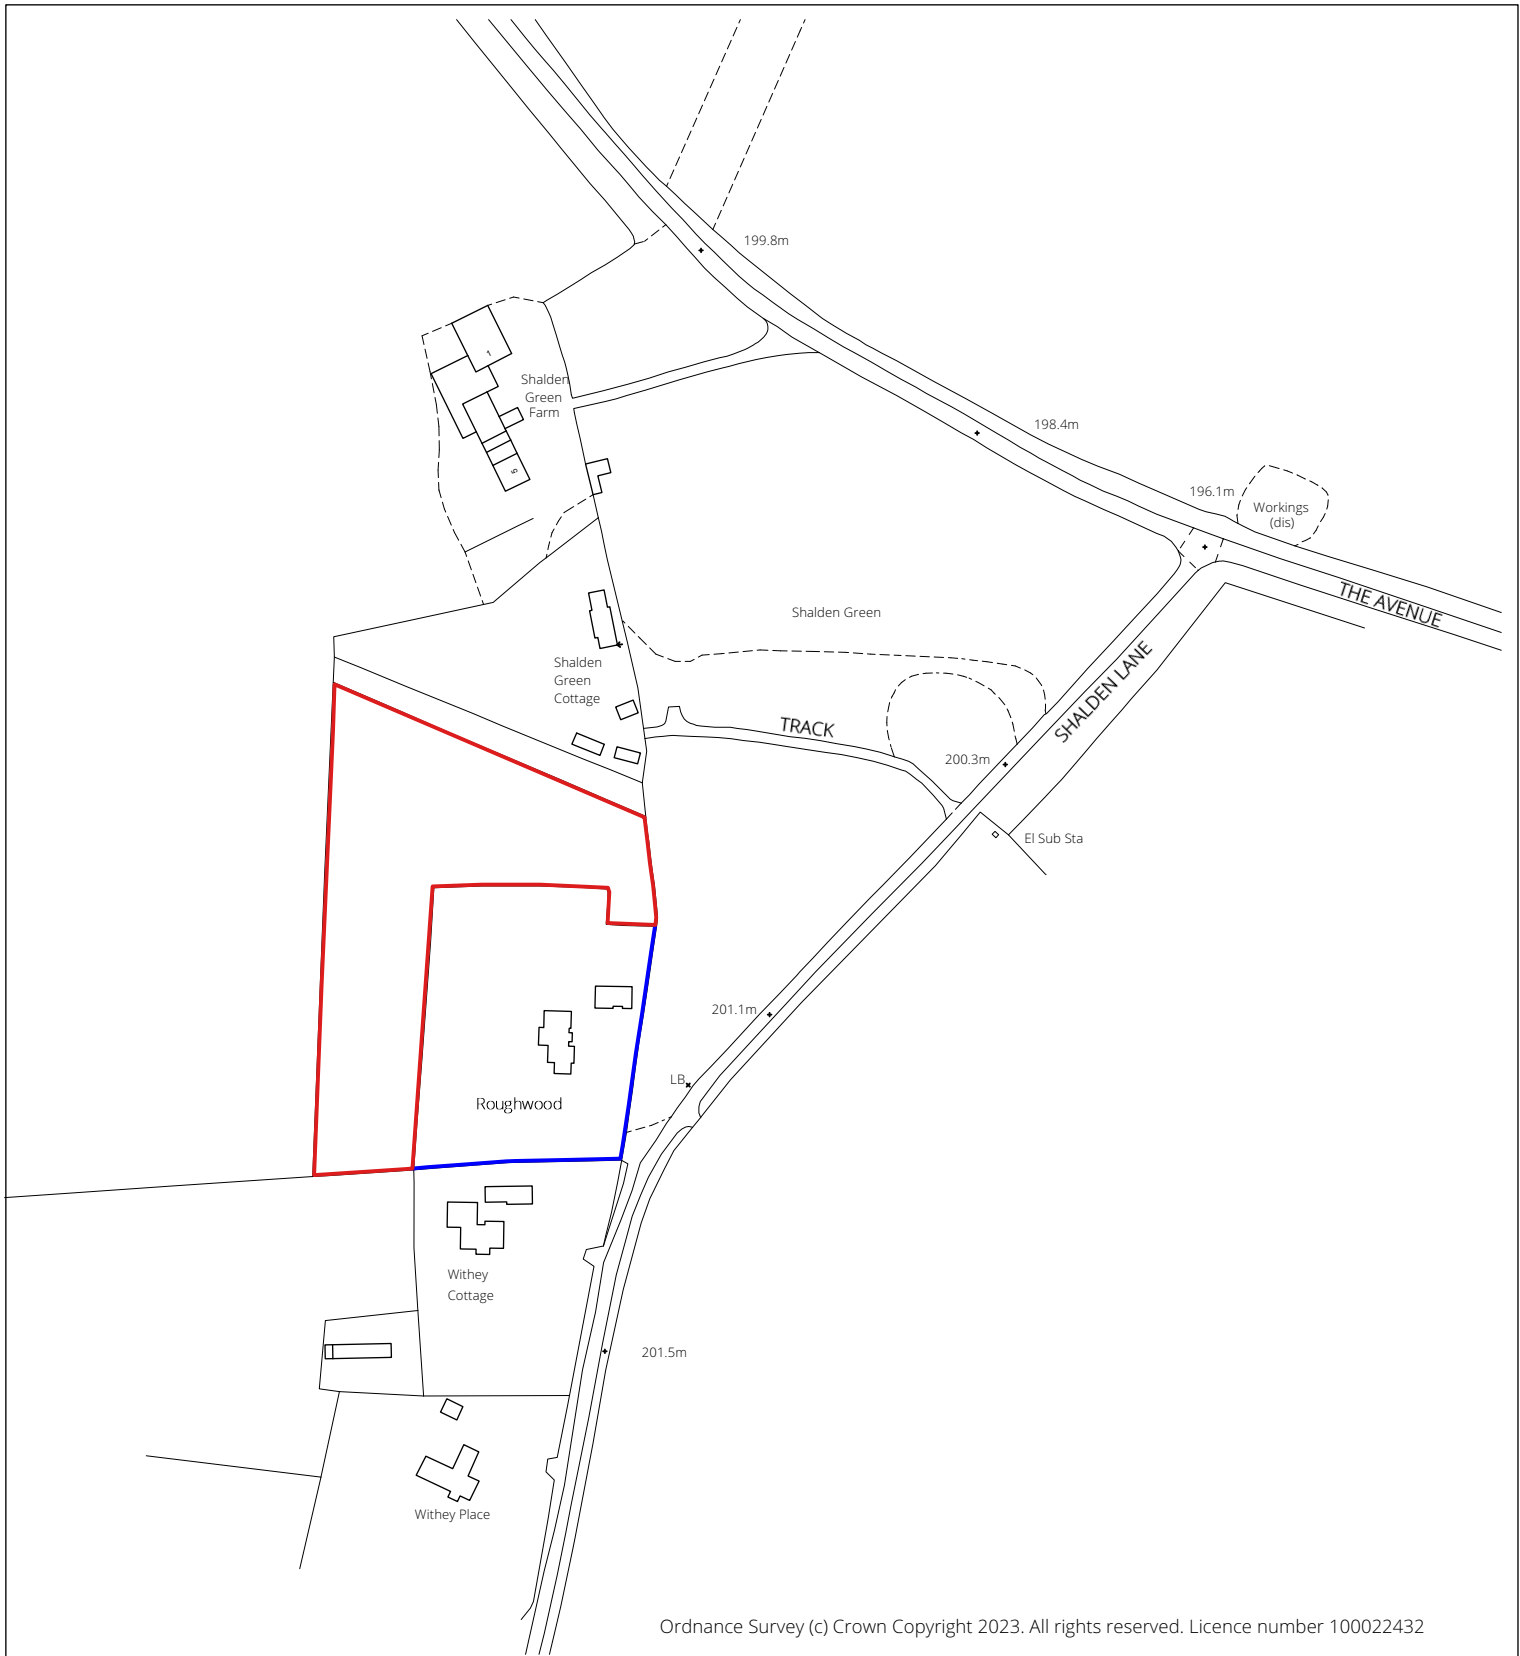 199.8m
1
Shalden
Green
Farm
5
198.4m
196.1m
Workings
(dis)
THE AVENUE
Shalden Green
SHALDEN LANE
Shalden
Green
Cottage
TRACK
200.3m
El Sub Sta
201.1m
LB
Roughwood
Withey
Cottage
201.5m
Withey Place
Ordnance Survey (c) Crown Copyright 2023. All rights reserved. Licence number 100022432